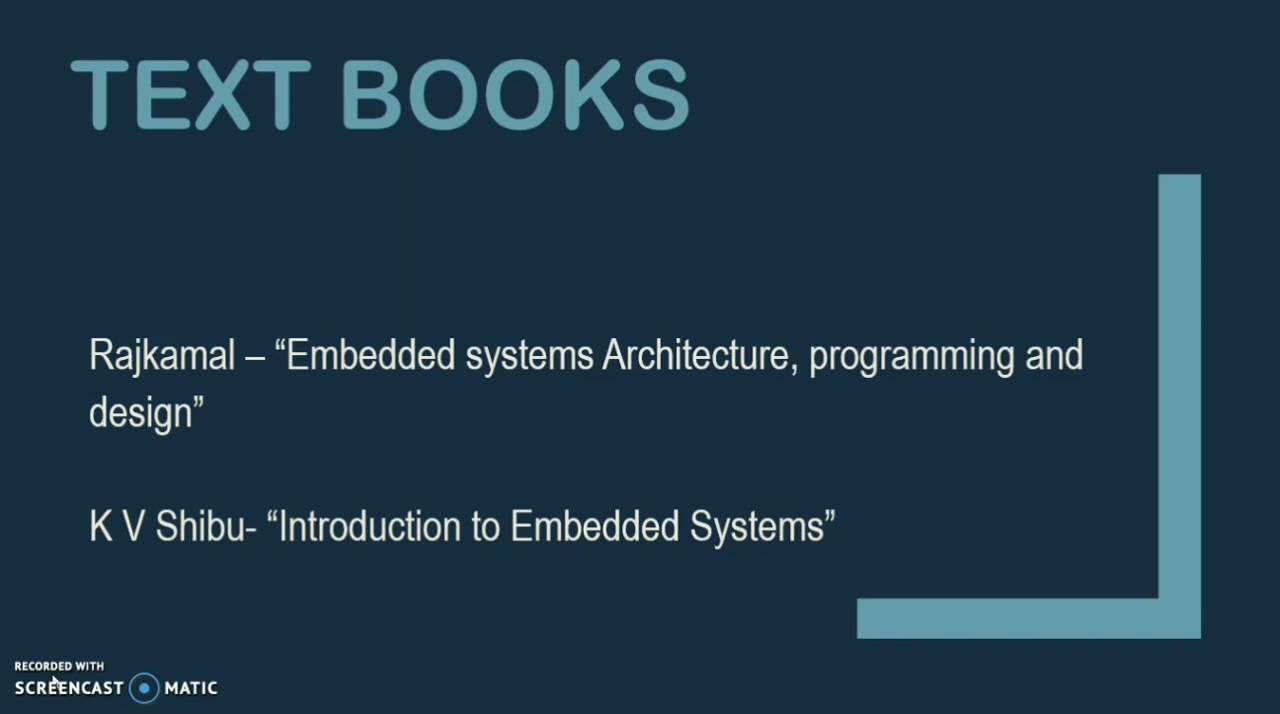 TEXT BOOKS
Rajkamal – “Embedded systems Architecture, programming and
design”
K V Shibu- “Introduction to Embedded Systems”
RECORDED WITH
SCREENCAST MATIC